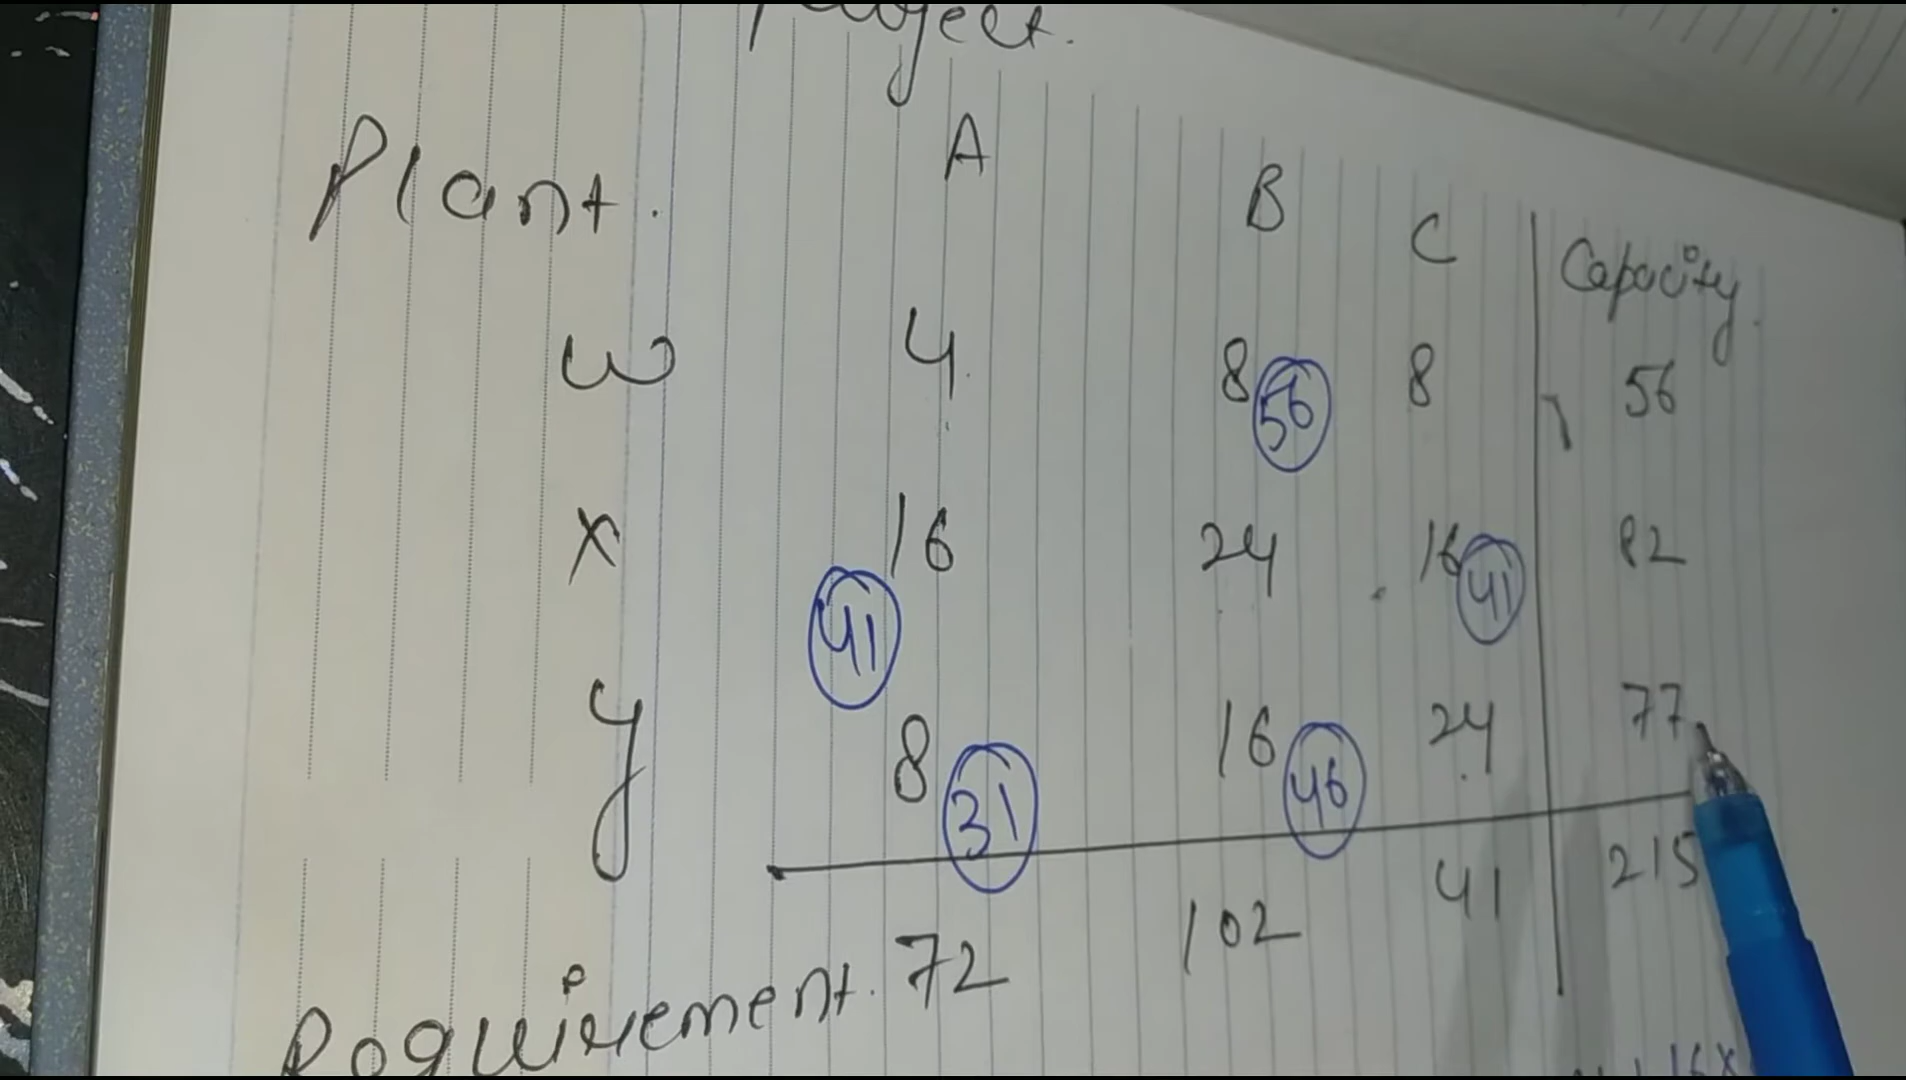 Project.
Plant. A B C Capacity.
W 4 8 56 8 56
X 16 41 24 16 41 82
y 8 31 16 46 24 77
Requirement. 72 102 41 215